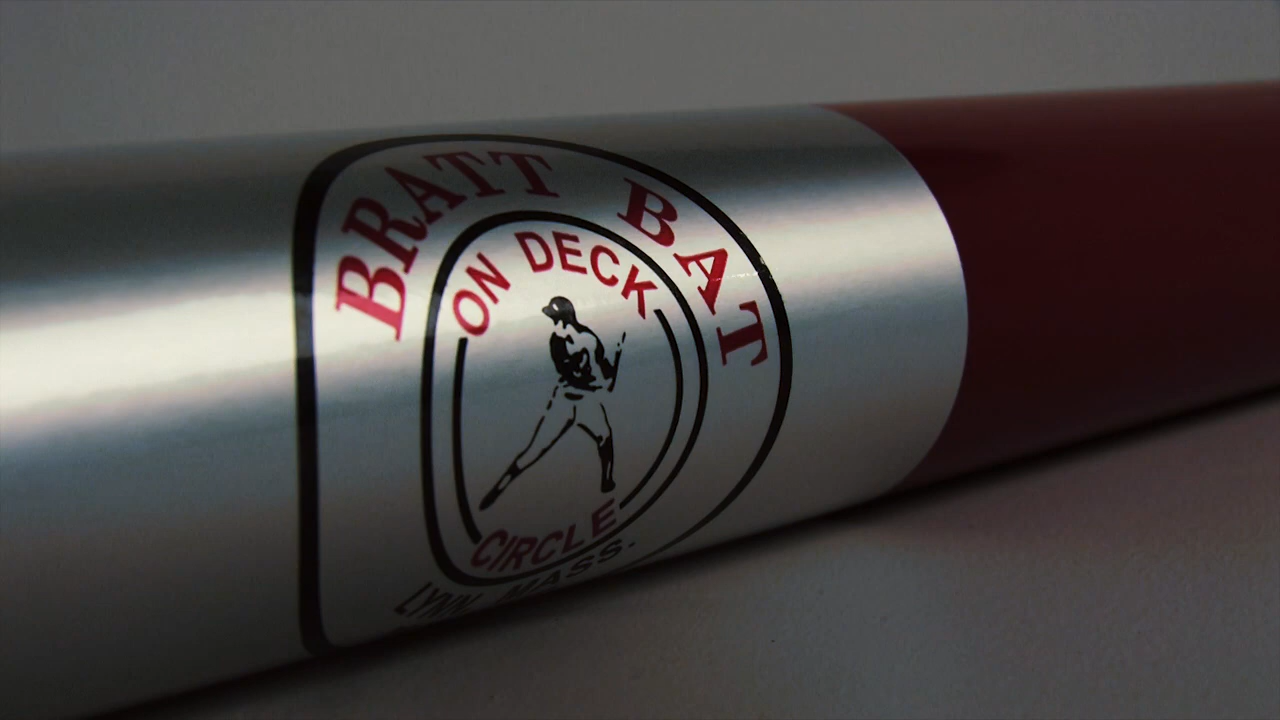 BRATT BAT
ON DECK
CIRCLE
LYNN, MASS.